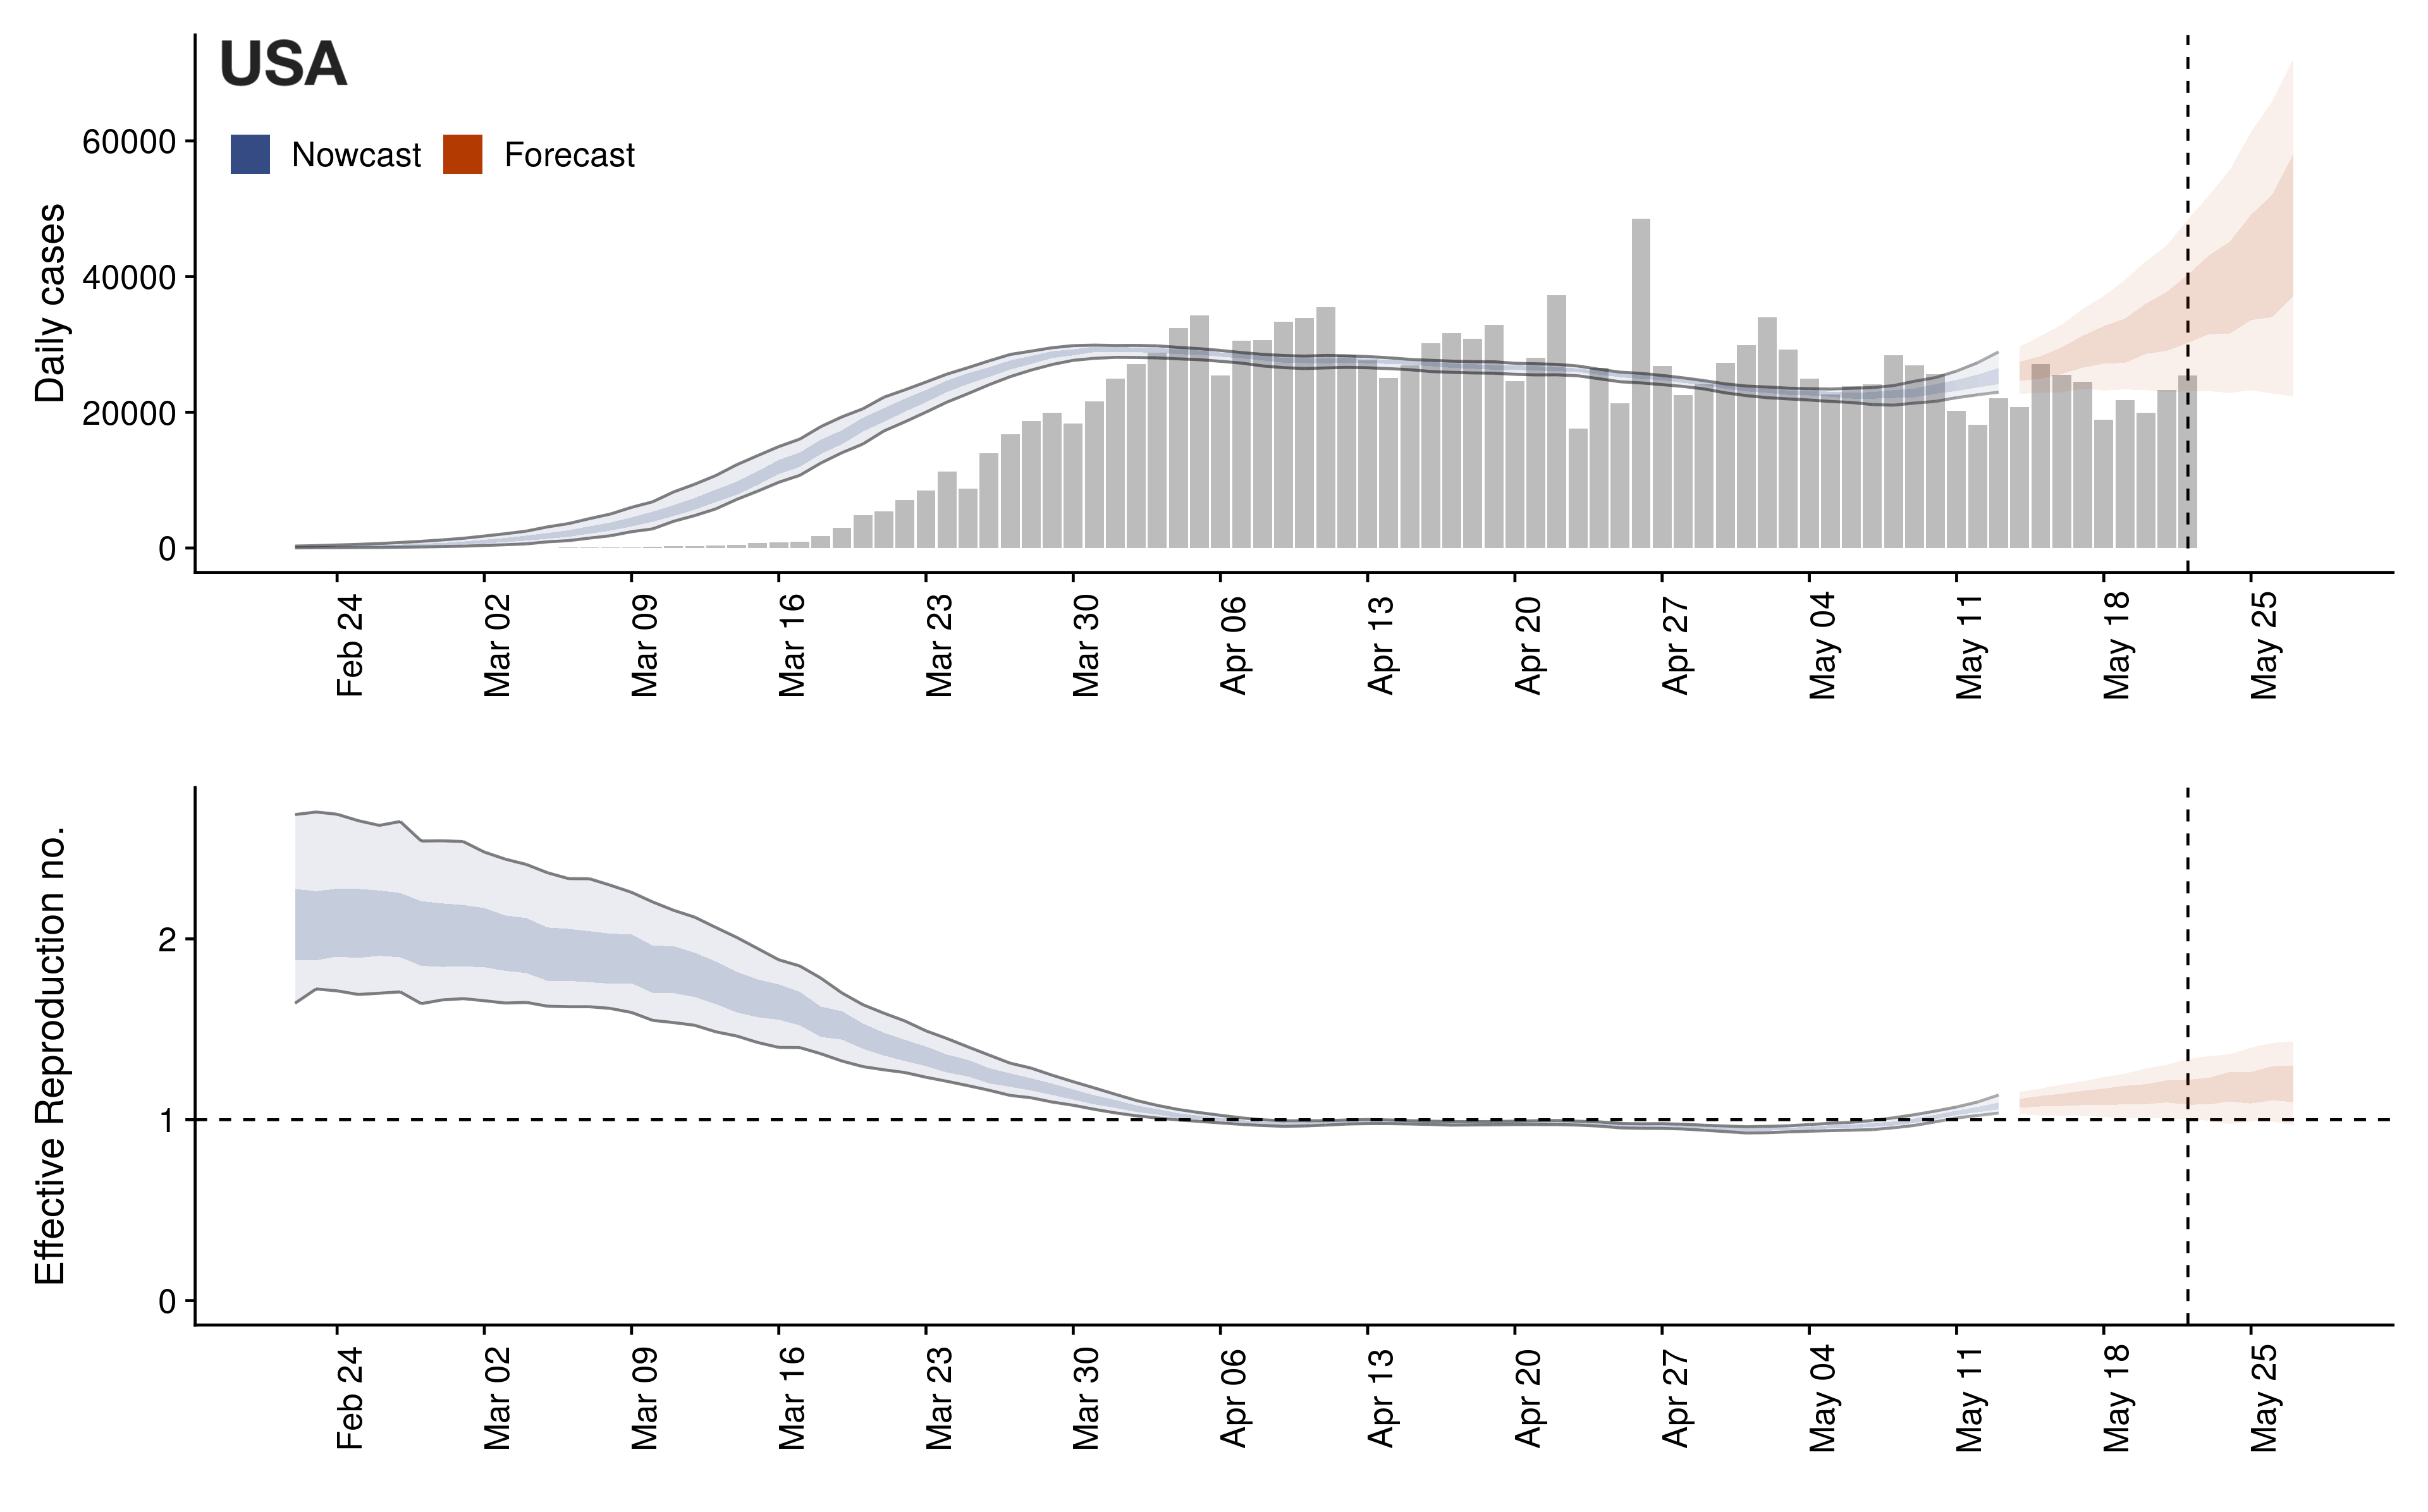 USA
Nowcast Forecast
Daily cases
60000
40000
20000
0
Feb 24 Mar 02 Mar 09 Mar 16 Mar 23 Mar 30 Apr 06 Apr 13 Apr 20 Apr 27 May 04 May 11 May 18 May 25
Effective Reproduction no.
2
1
0
Feb 24 Mar 02 Mar 09 Mar 16 Mar 23 Mar 30 Apr 06 Apr 13 Apr 20 Apr 27 May 04 May 11 May 18 May 25